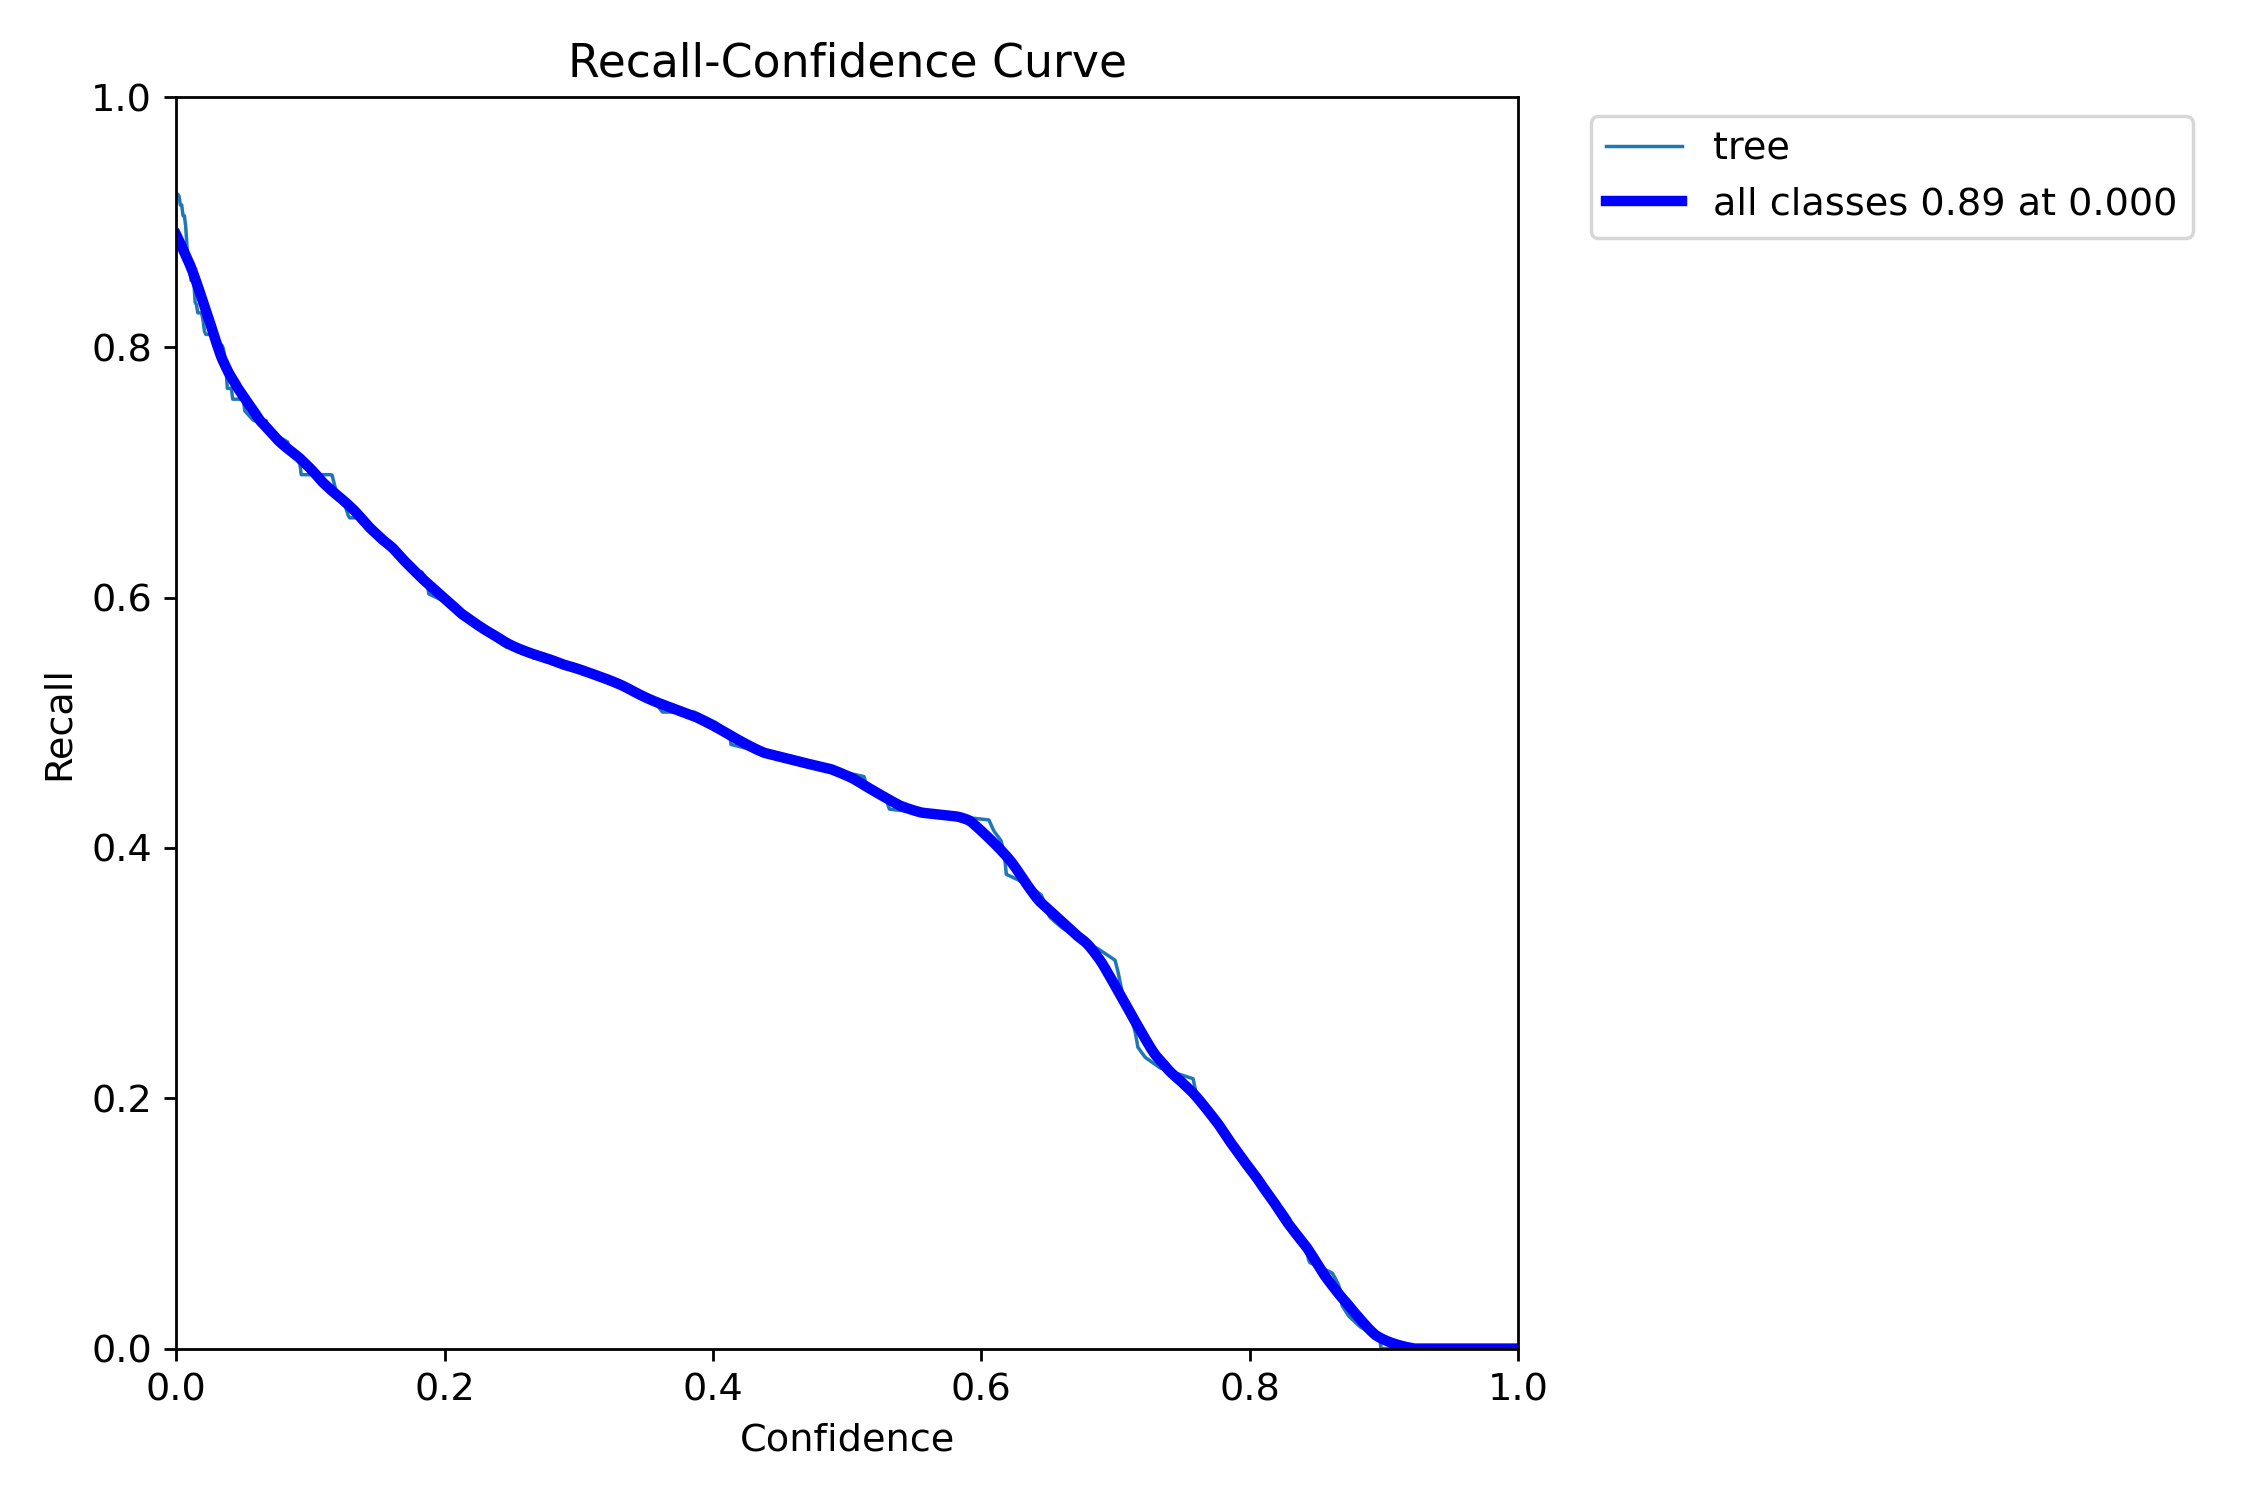 Recall-Confidence Curve
1.0
0.8
0.6
0.4
0.2
0.0
Recall
0.0 0.2 0.4 0.6 0.8 1.0
Confidence
tree
all classes 0.89 at 0.000